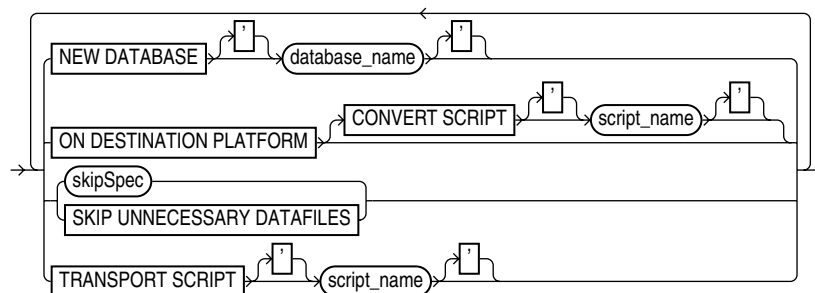 NEW DATABASE ' database_name '
ON DESTINATION PLATFORM CONVERT SCRIPT ' script_name '
skipSpec
SKIP UNNECESSARY DATAFILES
TRANSPORT SCRIPT ' script_name '